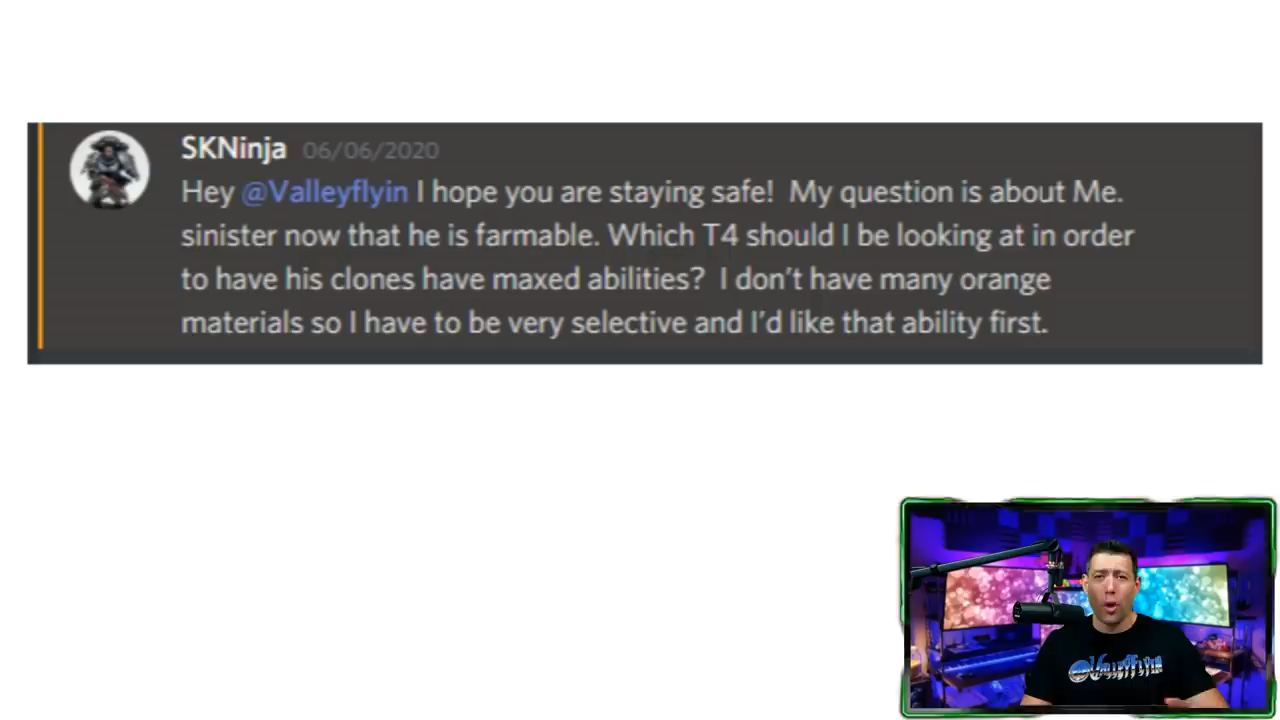 SKNinja 06/06/2020
Hey @Valleyflyin I hope you are staying safe!  My question is about Me.
sinister now that he is farmable. Which T4 should I be looking at in order
to have his clones have maxed abilities?  I don't have many orange
materials so I have to be very selective and I'd like that ability first.
VALLEYFLYIN